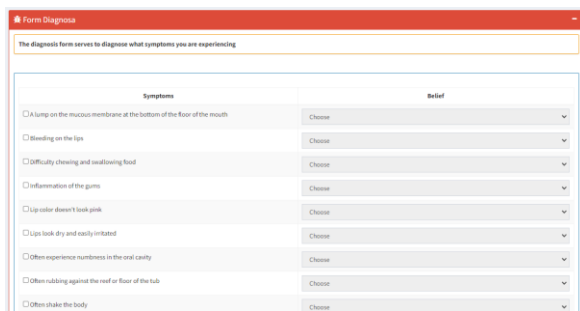 Form Diagnosa
The diagnosis form serves to diagnose what symptoms you are experiencing
Symptoms Belief
A lump on the mucous membrane at the bottom of the floor of the mouth Choose
Bleeding on the lips Choose
Difficulty chewing and swallowing food Choose
Inflammation of the gums Choose
Lip color doesn't look pink Choose
Lips look dry and easily irritated Choose
Often experience numbness in the oral cavity Choose
Often rubbing against the reef or floor of the tub Choose
Often shake the body Choose